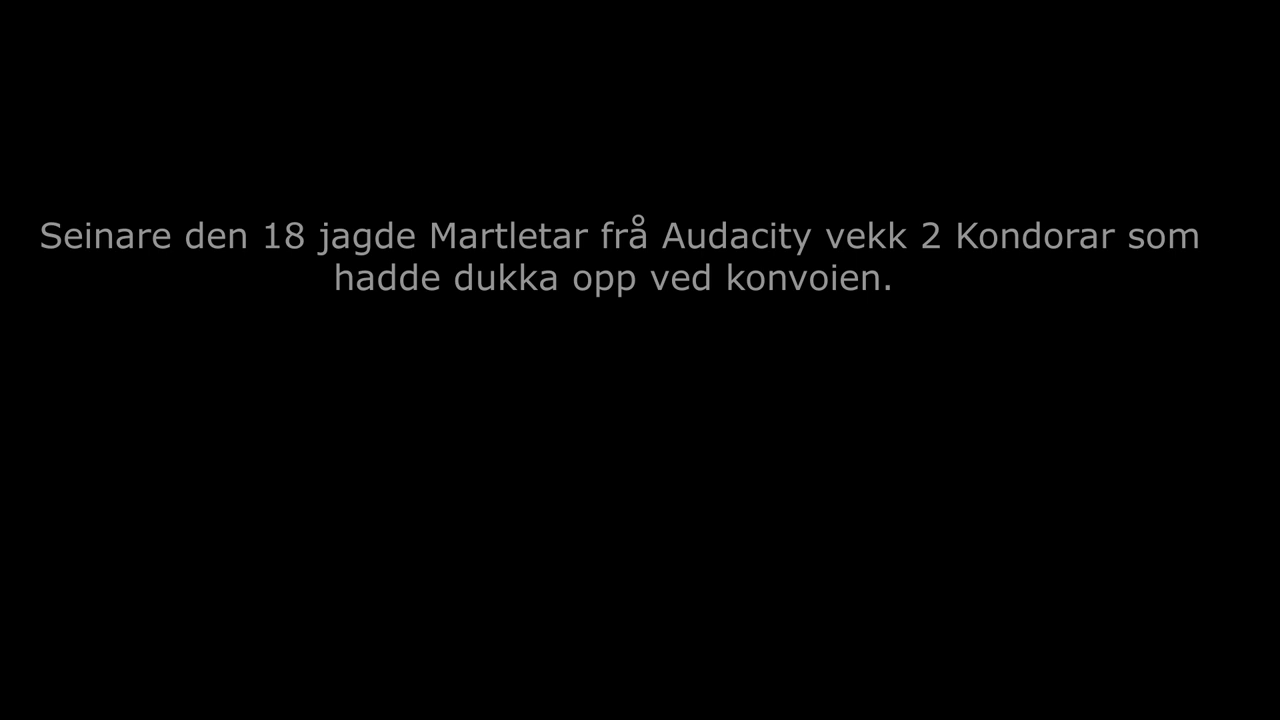 Seinare den 18 jagde Martletar frå Audacity vekk 2 Kondorar som
hadde dukka opp ved konvoien.